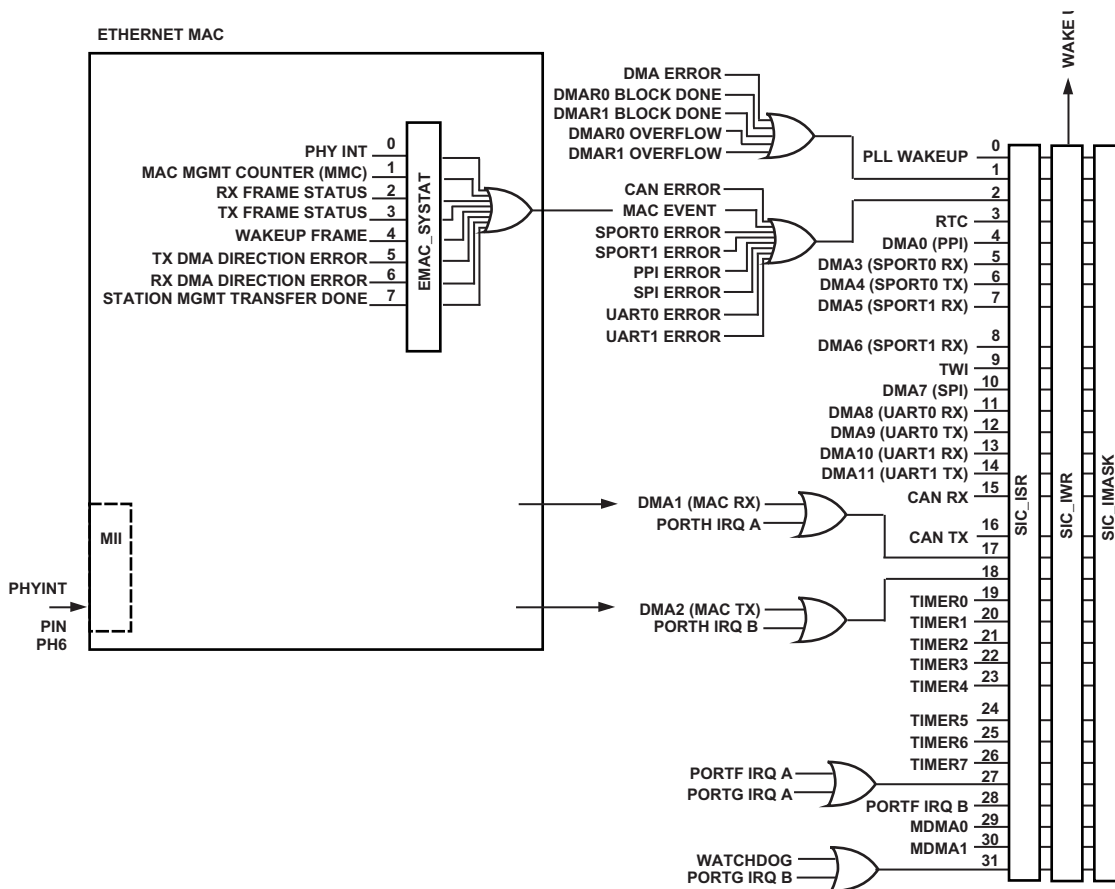 ETHERNET MAC
PHY INT 0
MAC MGMT COUNTER (MMC) 1
RX FRAME STATUS 2
TX FRAME STATUS 3
WAKEUP FRAME 4
TX DMA DIRECTION ERROR 5
RX DMA DIRECTION ERROR 6
STATION MGMT TRANSFER DONE 7
EMAC_SYSTAT
MII
PHYINT
PIN
PH6
DMA ERROR
DMAR0 BLOCK DONE
DMAR1 BLOCK DONE
DMAR0 OVERFLOW
DMAR1 OVERFLOW
CAN ERROR
MAC EVENT
SPORT0 ERROR
SPORT1 ERROR
PPI ERROR
SPI ERROR
UART0 ERROR
UART1 ERROR
DMA1 (MAC RX)
PORTH IRQ A
DMA2 (MAC TX)
PORTH IRQ B
PORTF IRQ A
PORTG IRQ A
WATCHDOG
PORTG IRQ B
PLL WAKEUP 0
1
2
RTC 3
DMA0 (PPI) 4
DMA3 (SPORT0 RX) 5
DMA4 (SPORT0 TX) 6
DMA5 (SPORT1 RX) 7
DMA6 (SPORT1 RX) 8
TWI 9
DMA7 (SPI) 10
DMA8 (UART0 RX) 11
DMA9 (UART0 TX) 12
DMA10 (UART1 RX) 13
DMA11 (UART1 TX) 14
CAN RX 15
CAN TX 16
17
18
TIMER0 19
TIMER1 20
TIMER2 21
TIMER3 22
TIMER4 23
TIMER5 24
TIMER6 25
TIMER7 26
27
PORTF IRQ B 28
MDMA0 29
MDMA1 30
31
SIC_ISR
SIC_IWR
SIC_IMASK
WAKE